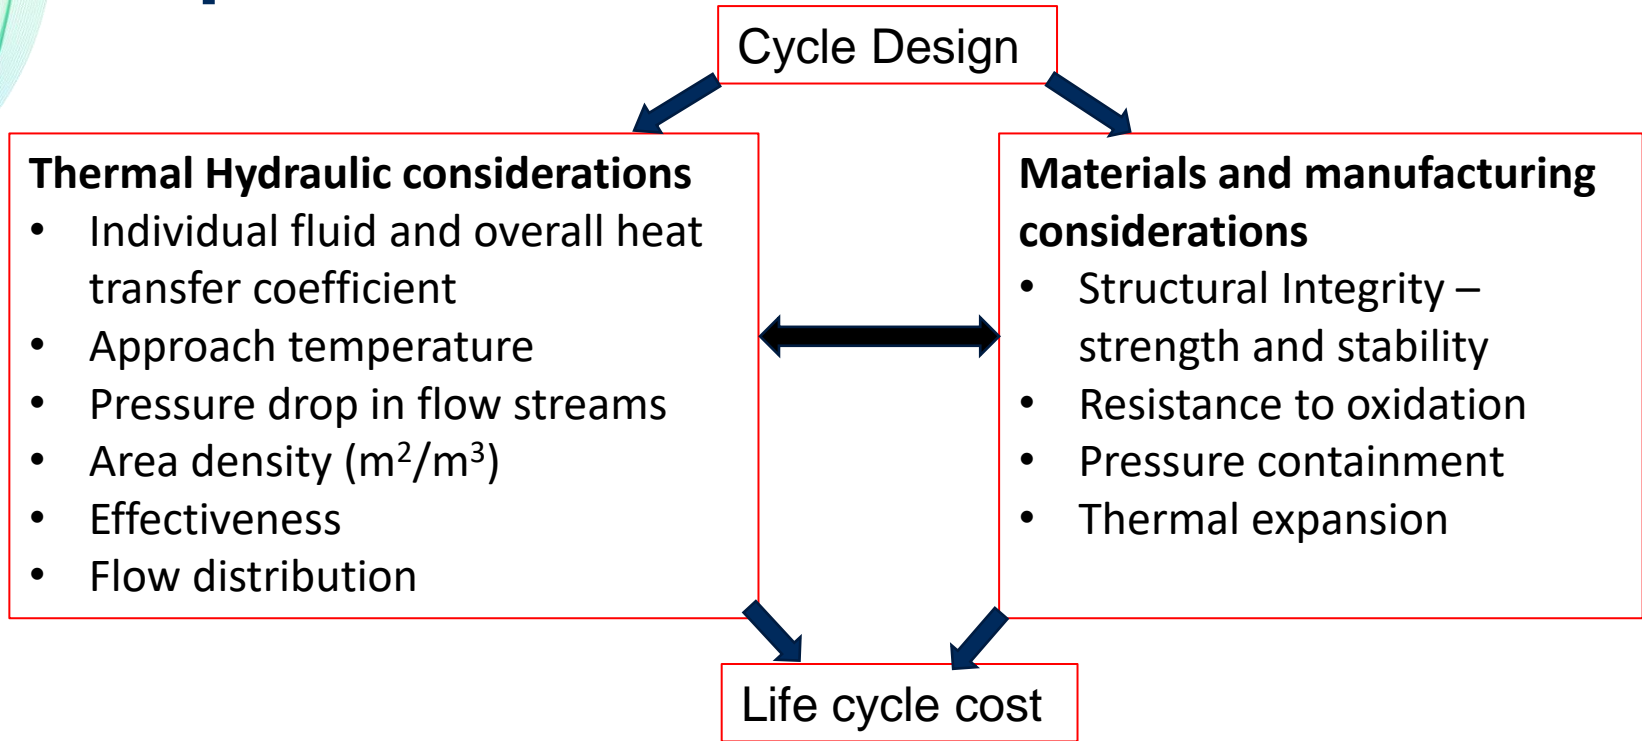 Cycle Design
Thermal Hydraulic considerations
• Individual fluid and overall heat
transfer coefficient
• Approach temperature
• Pressure drop in flow streams
• Area density (m²/m³)
• Effectiveness
• Flow distribution
Materials and manufacturing
considerations
• Structural Integrity –
strength and stability
• Resistance to oxidation
• Pressure containment
• Thermal expansion
Life cycle cost